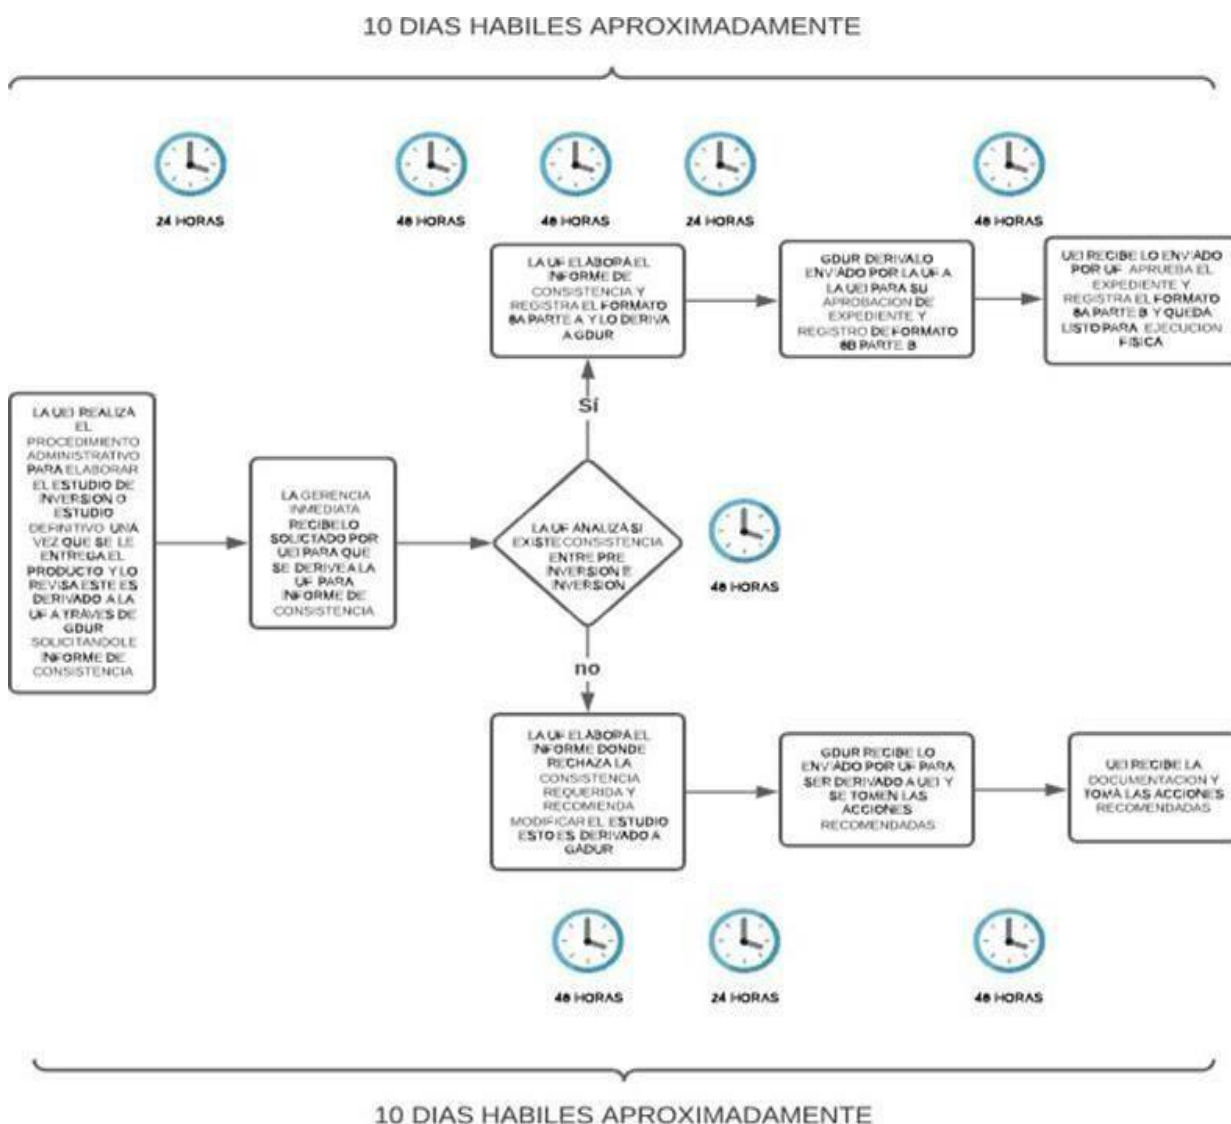 10 DIAS HABILES APROXIMADAMENTE
24 HORAS
48 HORAS
48 HORAS
24 HORAS
48 HORAS
LA UF ELABORA EL
INFORME DE
CONSISTENCIA Y
REGISTRA EL FORMATO
8A PARTE A Y LO DERIVA
A GDUR
GDUR DERIVA LO
ENVIADO POR LA UF A
LA UEI PARA SU
APROBACION DE
EXPEDIENTE Y
REGISTRO DE FORMATO
8B PARTE B
UEI RECIBE LO ENVIADO
POR UF APRUEBA EL
EXPEDIENTE Y
REGISTRA EL FORMATO
8A PARTE B Y QUEDA
LISTO PARA EJECUCION
FISICA
Sí
LA UEI REALIZA
EL
PROCEDIMIENTO
ADMINISTRATIVO
PARA ELABORAR
EL ESTUDIO DE
INVERSION O
ESTUDIO
DEFINITIVO UNA
VEZ QUE SE LE
ENTREGA EL
PRODUCTO Y LO
REVISA ESTE ES
DERIVADO A LA
UF A TRAVES DE
GDUR
SOLICITANDOLE
INFORME DE
CONSISTENCIA
LA GERENCIA
INMEDIATA
RECIBE LO
SOLICTADO POR
UEI PARA QUE
SE DERIVE A LA
UF PARA
INFORME DE
CONSISTENCIA
LA UF ANALIZA SI
EXISTE CONSISTENCIA
ENTRE PRE
INVERSION E
INVERSION
48 HORAS
no
LA UF ELABORA EL
INFORME DONDE
RECHAZA LA
CONSISTENCIA
REQUERIDA Y
RECOMIENDA
MODIFICAR EL ESTUDIO
ESTO ES DERIVADO A
GADUR
GDUR RECIBE LO
ENVIADO POR UF PARA
SER DERIVADO A UEI Y
SE TOMEN LAS
ACCIONES
RECOMENDADAS
UEI RECIBE LA
DOCUMENTACION Y
TOMA LAS ACCIONES
RECOMENDADAS
48 HORAS
24 HORAS
48 HORAS
10 DIAS HABILES APROXIMADAMENTE